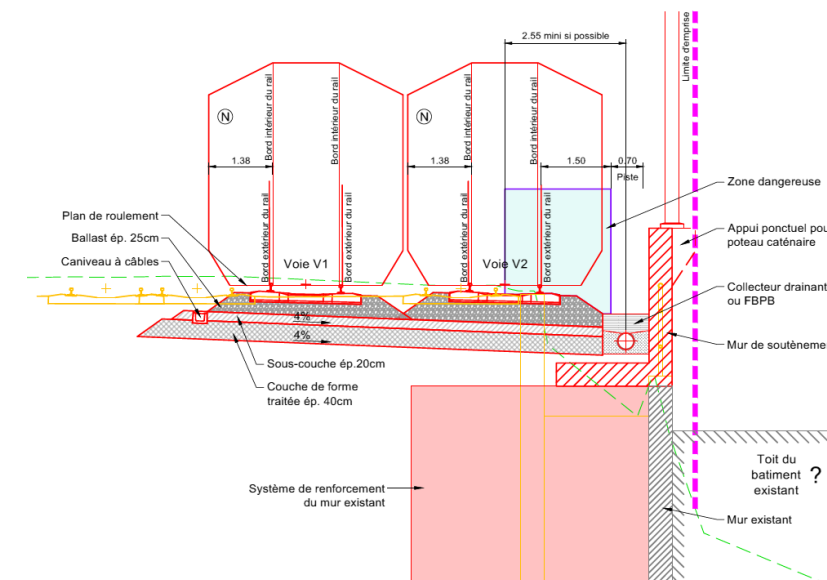 2.55 mini si possible
Limite d'emprise
N
N
Bord intérieur du rail
Bord intérieur du rail
Bord intérieur du rail
Bord intérieur du rail
1.38
1.38
1.50
0.70
Piste
Zone dangereuse
Plan de roulement
Ballast ép. 25cm
Caniveau à câbles
Bord extérieur du rail
Bord extérieur du rail
Bord extérieur du rail
Bord extérieur du rail
Voie V1
Voie V2
Appui ponctuel pou
poteau caténaire
Collecteur drainant
ou FBPB
4%
4%
Mur de soutèneme
Sous-couche ép.20cm
Couche de forme
traitée ép. 40cm
Toit du
batiment
existant
?
Système de renforcement
du mur existant
Mur existant